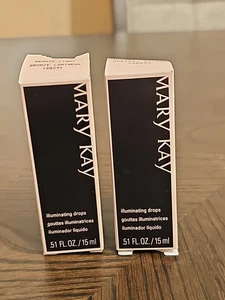 MARY KAY
illuminating drops
gouttes illuminatrices
iluminador líquido
.51 FL.OZ. / 15 ml
MARY KAY
illuminating drops
gouttes illuminatrices
iluminador líquido
.51 FL.OZ. / 15 ml